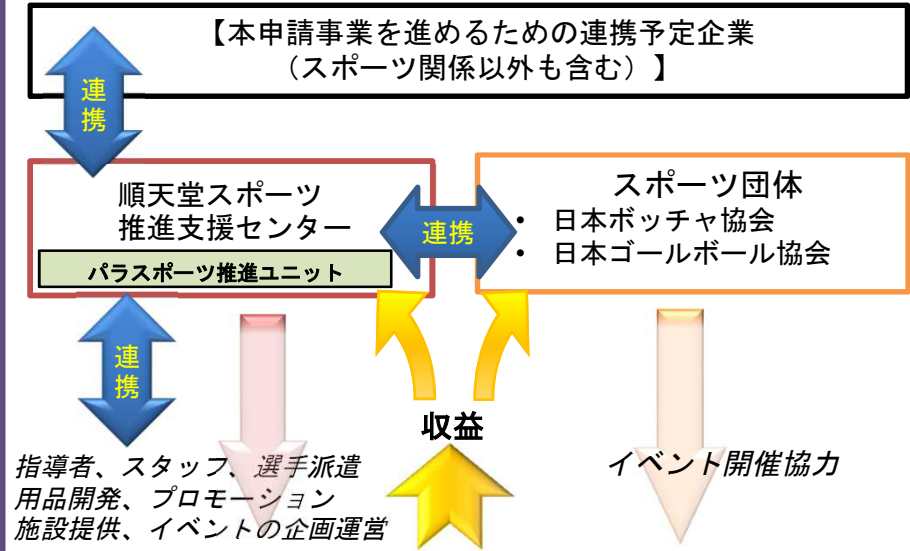 【本申請事業を進めるための連携予定企業
（スポーツ関係以外も含む）】
連携
順天堂スポーツ
推進支援センター
パラスポーツ推進ユニット
連携
スポーツ団体
• 日本ボッチャ協会
• 日本ゴールボール協会
連携
収益
指導者、スタッフ、選手派遣
用品開発、プロモーション
施設提供、イベントの企画運営
イベント開催協力